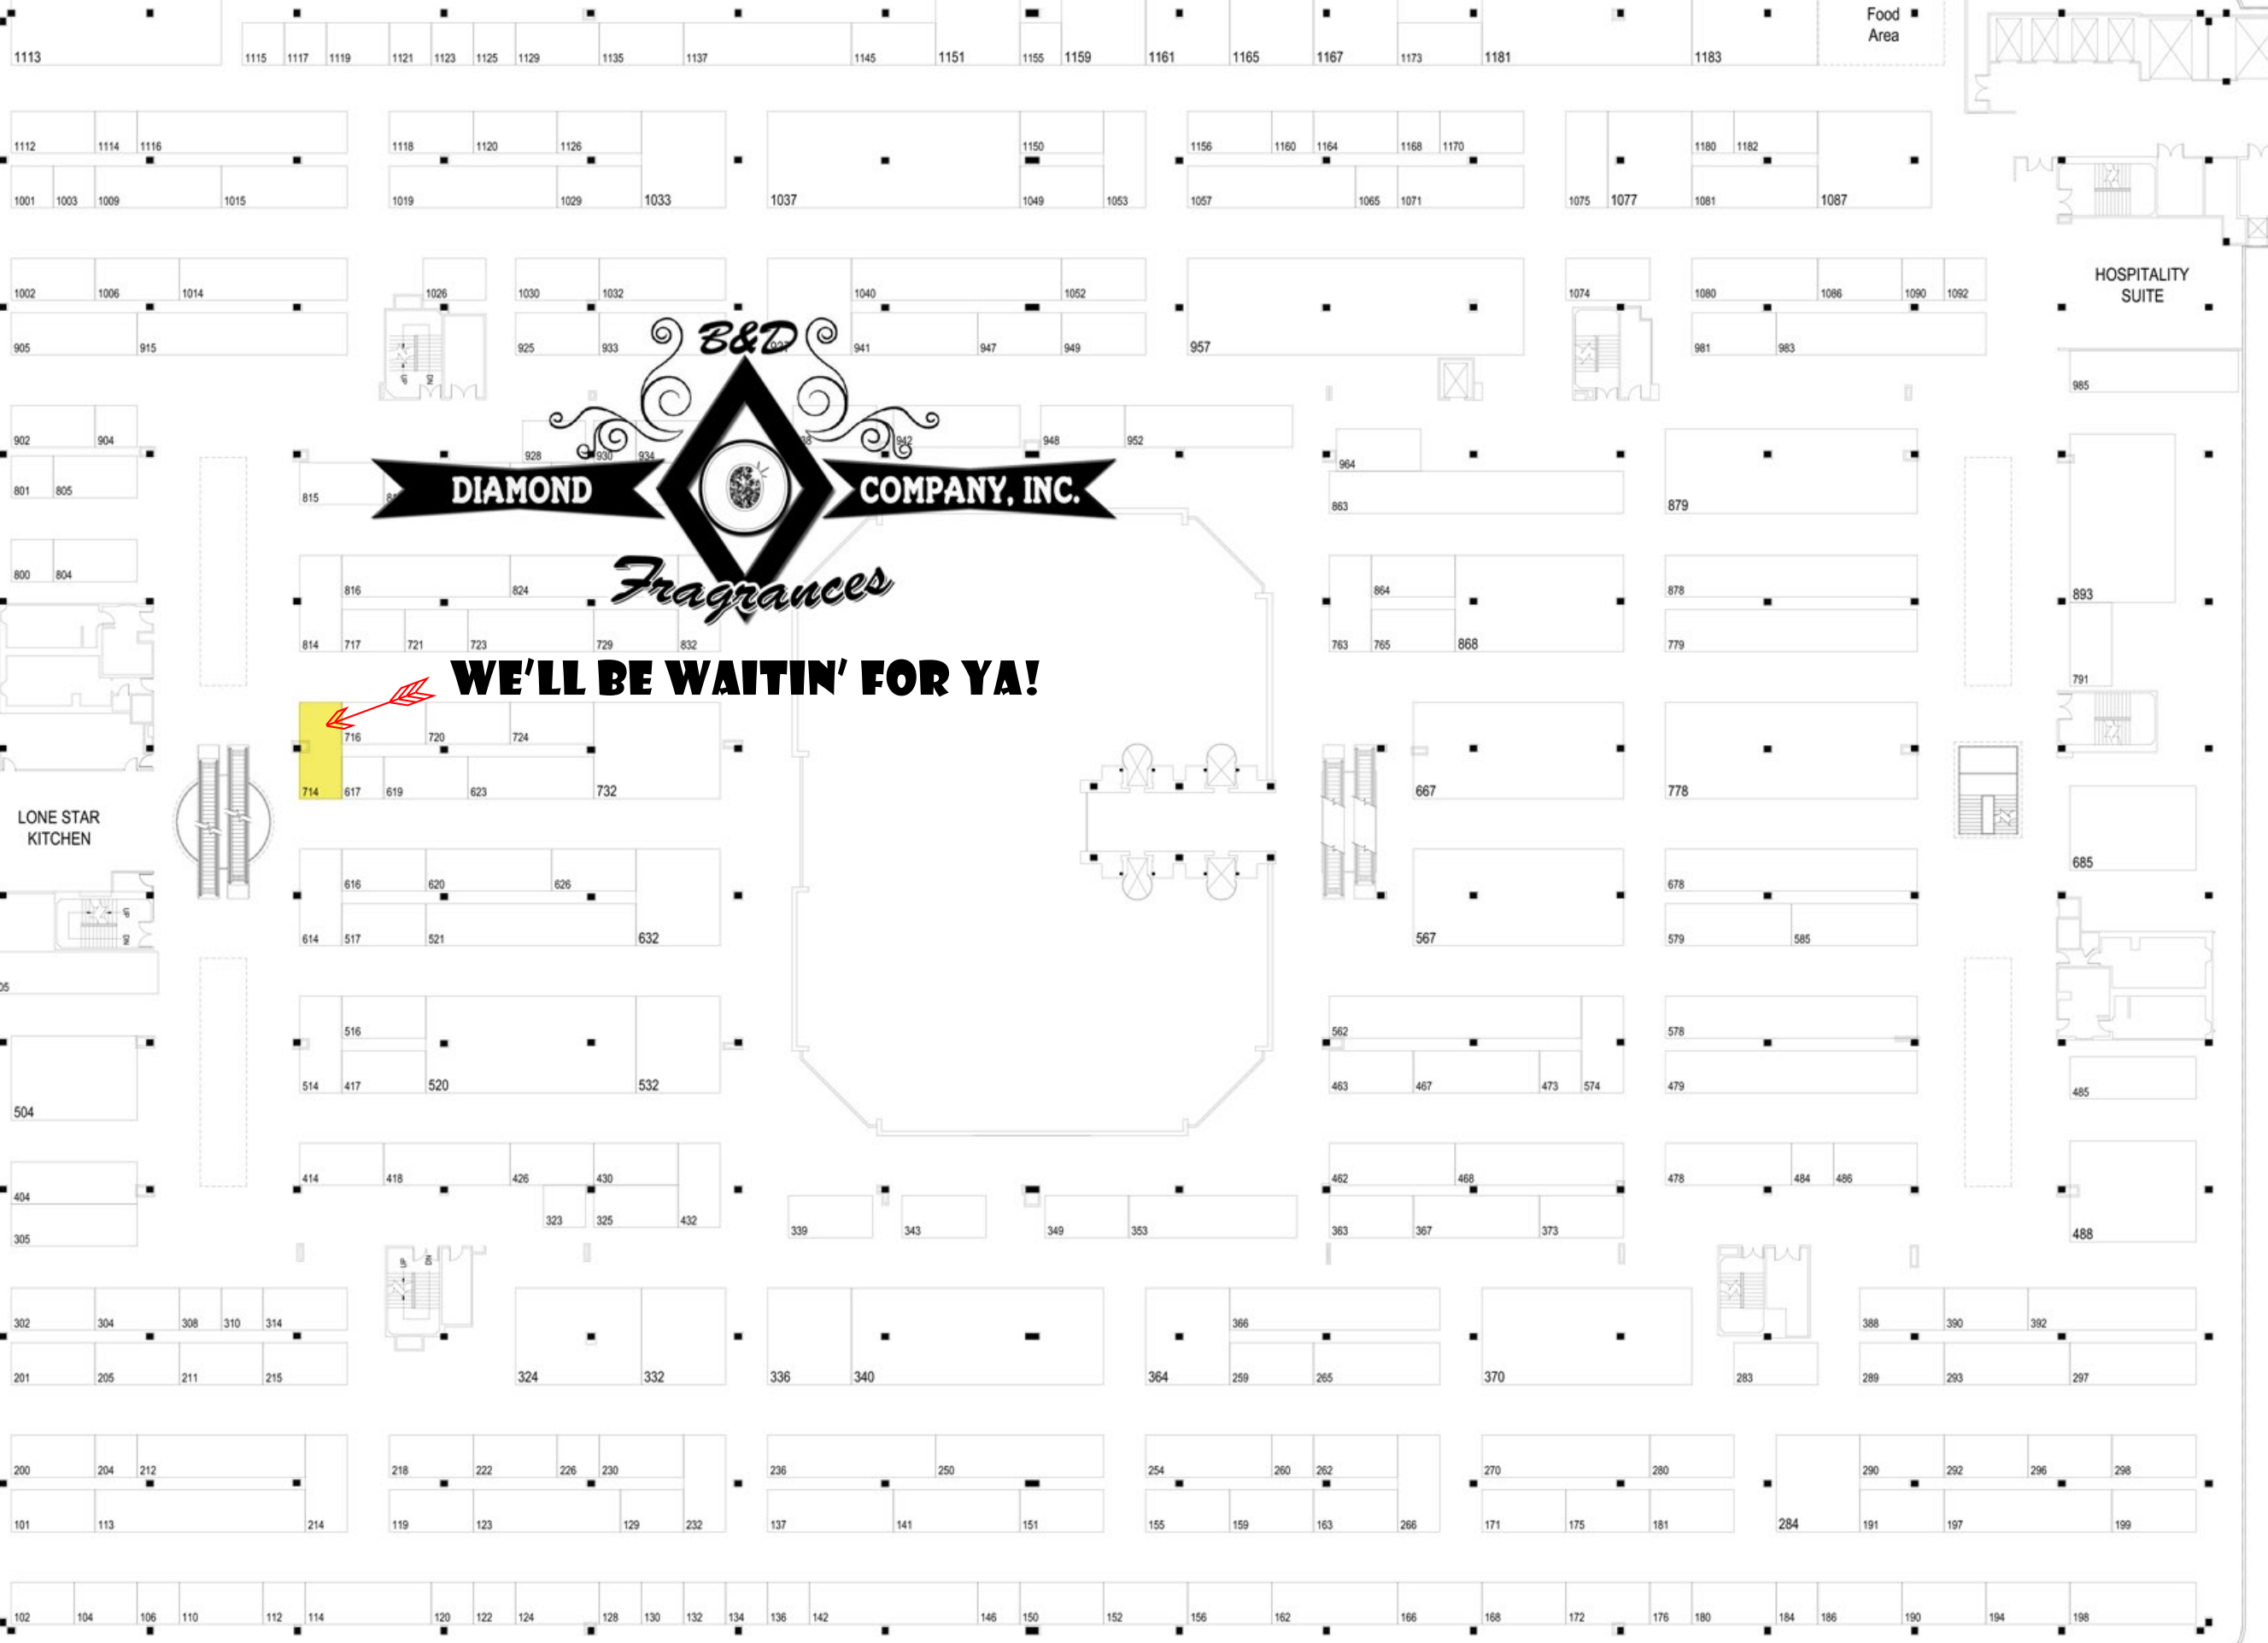 Food
Area
1113 1115 1117 1119 1121 1123 1125 1129 1135 1137 1145 1151 1155 1159 1161 1165 1167 1173 1181 1183
1112 1114 1116 1118 1120 1126 1150 1156 1160 1164 1168 1170 1180 1182
1001 1003 1009 1015 1019 1029 1033 1037 1049 1053 1057 1065 1071 1075 1077 1081 1087
HOSPITALITY
SUITE
1002 1006 1014 1026 1030 1032 1040 1052 1074 1080 1086 1090 1092
B&D
905 915 925 933 941 947 949 957 981 983
985
902 904 942 948 952
928 930 934 964
801 805 815 863 879
DIAMOND COMPANY, INC.
800 804
816 824 864 878 893
Fragrances
814 717 721 723 729 832 763 765 868 779
791
WE'LL BE WAITIN' FOR YA!
716 720 724
714 617 619 623 732 667 778
LONE STAR
KITCHEN
685
616 620 626 678
UP
DN
614 517 521 632 567 579 585
05
516 562 578
514 417 520 532 463 467 473 574 479 485
504
414 418 426 430 462 468 478 484 486
404
323 325 432 339 343 349 353 363 367 373 488
305
UP DN
302 304 308 310 314 366 388 390 392
201 205 211 215 324 332 336 340 364 259 265 370 283 289 293 297
200 204 212 218 222 226 230 236 250 254 260 262 270 280 290 292 296 298
101 113 214 119 123 129 232 137 141 151 155 159 163 266 171 175 181 284 191 197 199
102 104 106 110 112 114 120 122 124 128 130 132 134 136 142 146 150 152 156 162 166 168 172 176 180 184 186 190 194 198